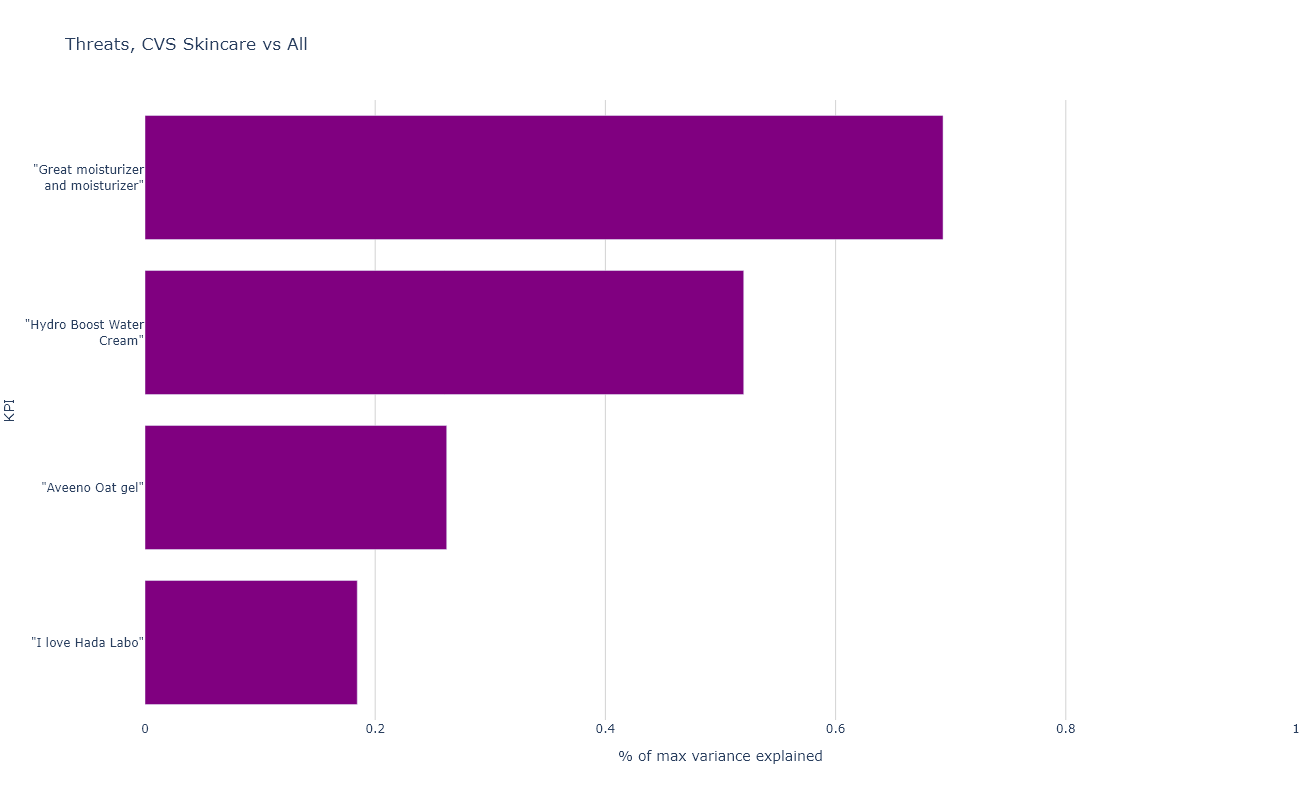 Threats, CVS Skincare vs All
"Great moisturizer
and moisturizer"
"Hydro Boost Water
Cream"
"Aveeno Oat gel"
"I love Hada Labo"
KPI
0
0.2
0.4
0.6
0.8
1
% of max variance explained